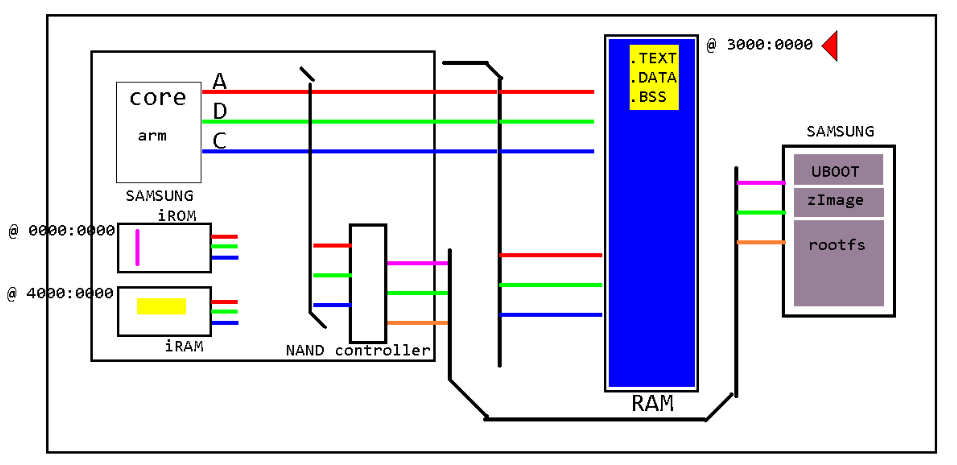 @ 3000:0000
.TEXT
.DATA
.BSS
A
core
D
arm
C
SAMSUNG
UBOOT
zImage
rootfs
SAMSUNG
iROM
@ 0000:0000
@ 4000:0000
iRAM
NAND controller
RAM